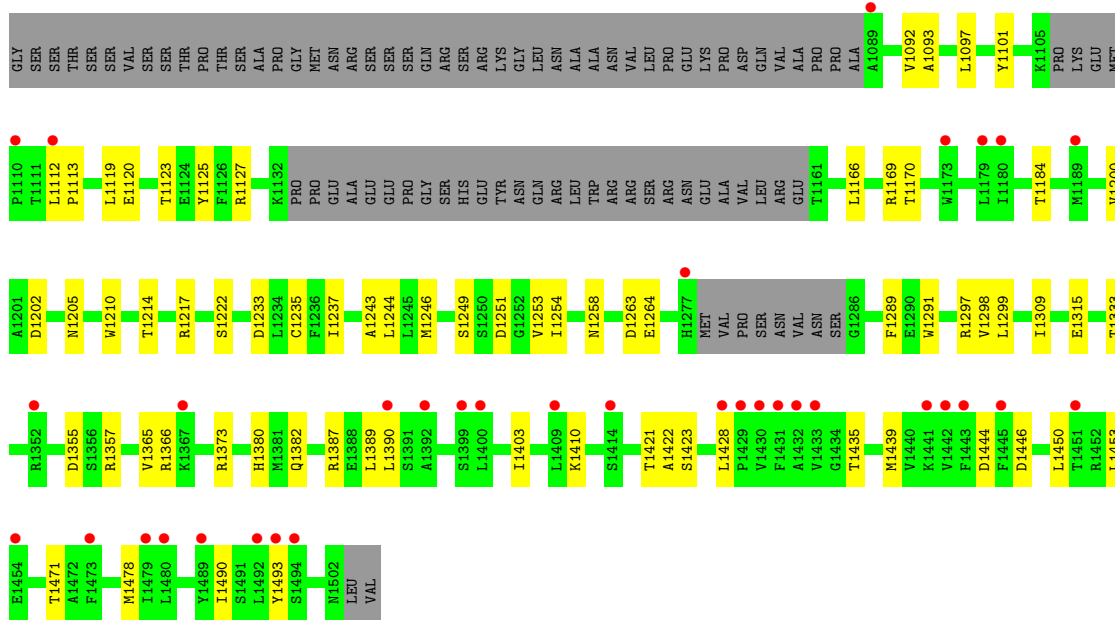 GLY SER SER THR SER SER VAL SER SER THR PRO THR SER ALA PRO GLY MET ASN ARG SER SER SER GLN ARG SER ARG LYS GLY LEU ASN ALA ALA ASN VAL LEU PRO GLU LYS PRO ASP GLN VAL ALA PRO PRO ALA A1089 V1092 A1093 L1097 Y1101 K1105 PRO LYS GLU MET
P1110 T1111 L1112 P1113 L1119 E1120 T1123 E1124 Y1125 F1126 R1127 K1132 PRO PRO GLU ALA GLU GLU PRO GLY SER HIS GLU TYR ASN GLN ARG LEU TRP ARG ARG SER ARG ASN GLU ALA VAL LEU ARG GLU T1161 L1166 R1169 T1170 W1173 L1179 I1180 T1184 M1189 V1200
A1201 D1202 N1205 W1210 T1214 R1217 S1222 D1233 L1234 C1235 F1236 I1237 A1243 L1244 L1245 M1246 S1249 S1250 D1251 G1252 V1253 I1254 N1258 D1263 E1264 H1277 MET VAL PRO SER ASN VAL ASN SER G1286 F1289 E1290 W1291 R1297 V1298 L1299 I1309 E1315 T1333
R1352 D1355 S1356 R1357 V1365 R1366 K1367 R1373 H1380 M1381 Q1382 R1387 E1388 L1389 L1390 S1391 A1392 S1399 L1400 I1403 L1409 K1410 S1414 T1421 A1422 S1423 L1428 P1429 V1430 F1431 A1432 V1433 G1434 T1435 M1439 V1440 K1441 V1442 F1443 D1444 F1445 D1446 L1450 T1451 R1452 L1453
E1454 T1471 A1472 F1473 M1478 I1479 L1480 Y1489 I1490 S1491 L1492 Y1493 S1494 N1502 LEU VAL